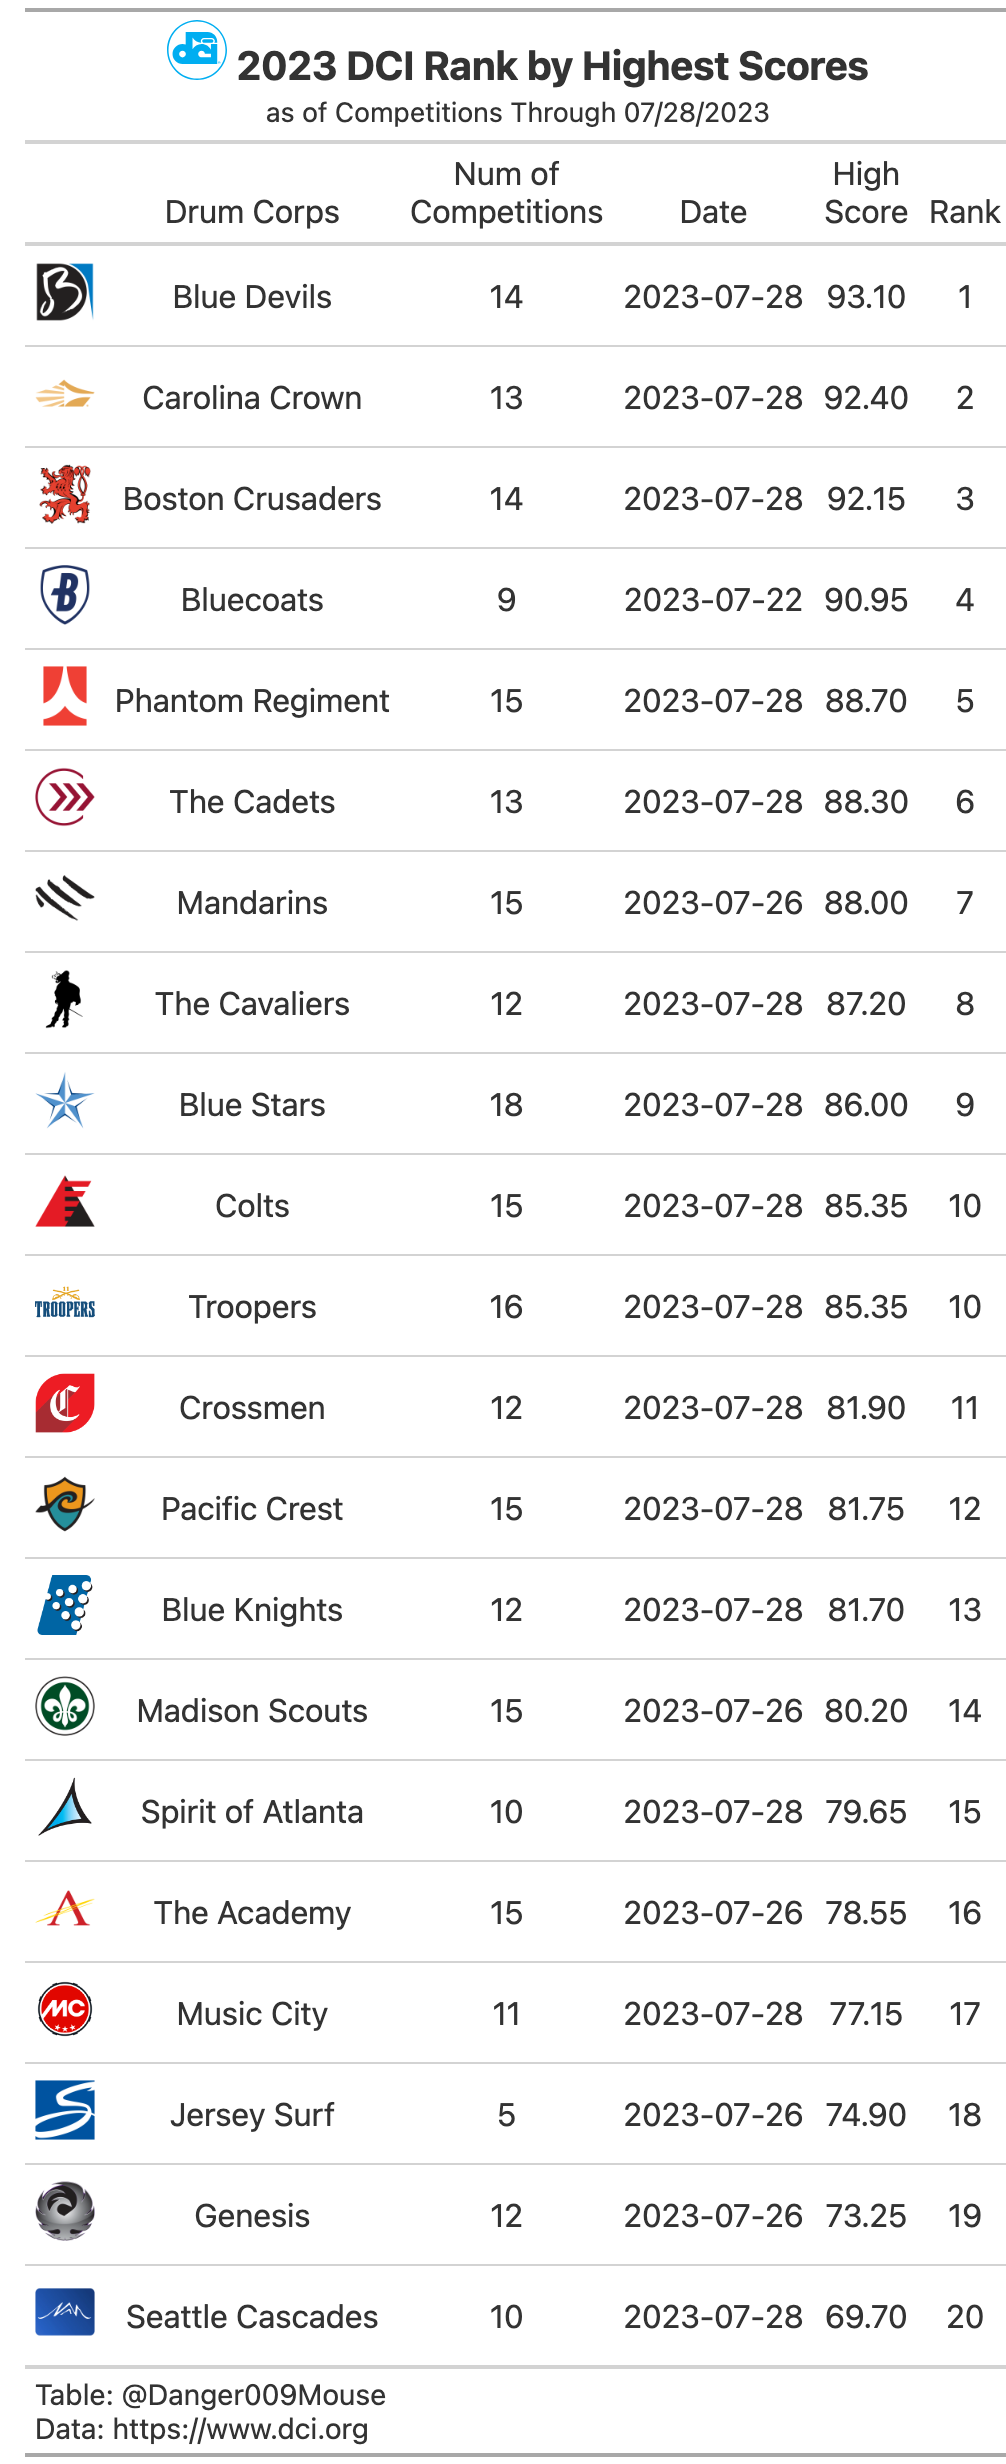 dci
2023 DCI Rank by Highest Scores
as of Competitions Through 07/28/2023
Drum Corps Num of Competitions Date High Score Rank
B Blue Devils 14 2023-07-28 93.10 1
Carolina Crown 13 2023-07-28 92.40 2
Boston Crusaders 14 2023-07-28 92.15 3
B Bluecoats 9 2023-07-22 90.95 4
Phantom Regiment 15 2023-07-28 88.70 5
The Cadets 13 2023-07-28 88.30 6
Mandarins 15 2023-07-26 88.00 7
The Cavaliers 12 2023-07-28 87.20 8
Blue Stars 18 2023-07-28 86.00 9
Colts 15 2023-07-28 85.35 10
TROOPERS Troopers 16 2023-07-28 85.35 10
C Crossmen 12 2023-07-28 81.90 11
Pacific Crest 15 2023-07-28 81.75 12
Blue Knights 12 2023-07-28 81.70 13
Madison Scouts 15 2023-07-26 80.20 14
Spirit of Atlanta 10 2023-07-28 79.65 15
A The Academy 15 2023-07-26 78.55 16
MC Music City 11 2023-07-28 77.15 17
S Jersey Surf 5 2023-07-26 74.90 18
Genesis 12 2023-07-26 73.25 19
Seattle Cascades 10 2023-07-28 69.70 20
Table: @Danger009Mouse
Data: https://www.dci.org